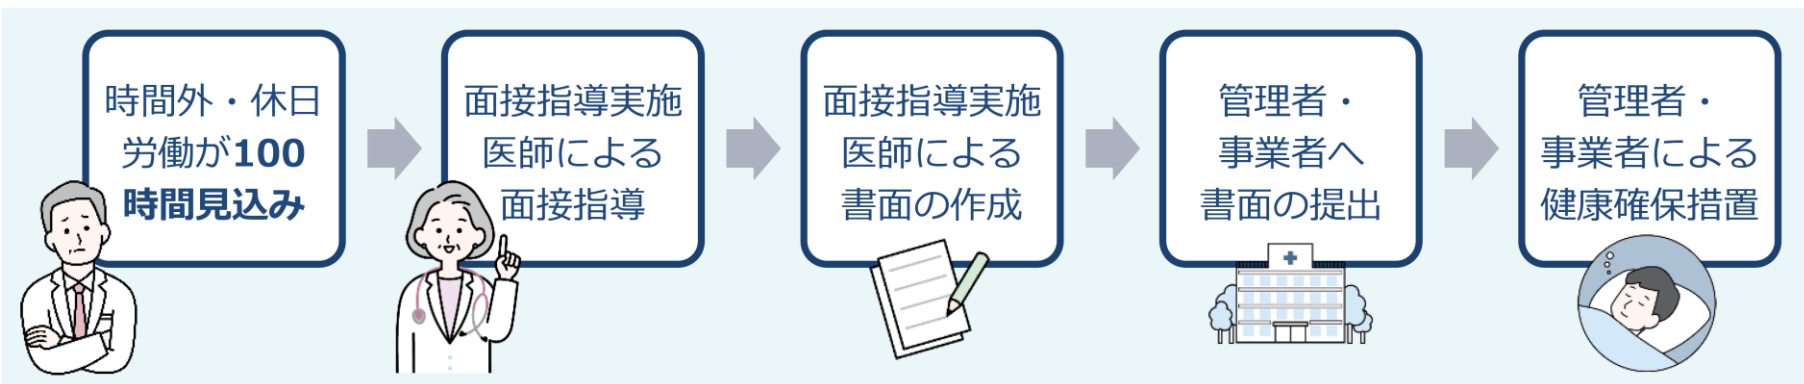 時間外・休日
労働が100
時間見込み
面接指導実施
医師による
面接指導
面接指導実施
医師による
書面の作成
管理者・
事業者へ
書面の提出
管理者・
事業者による
健康確保措置